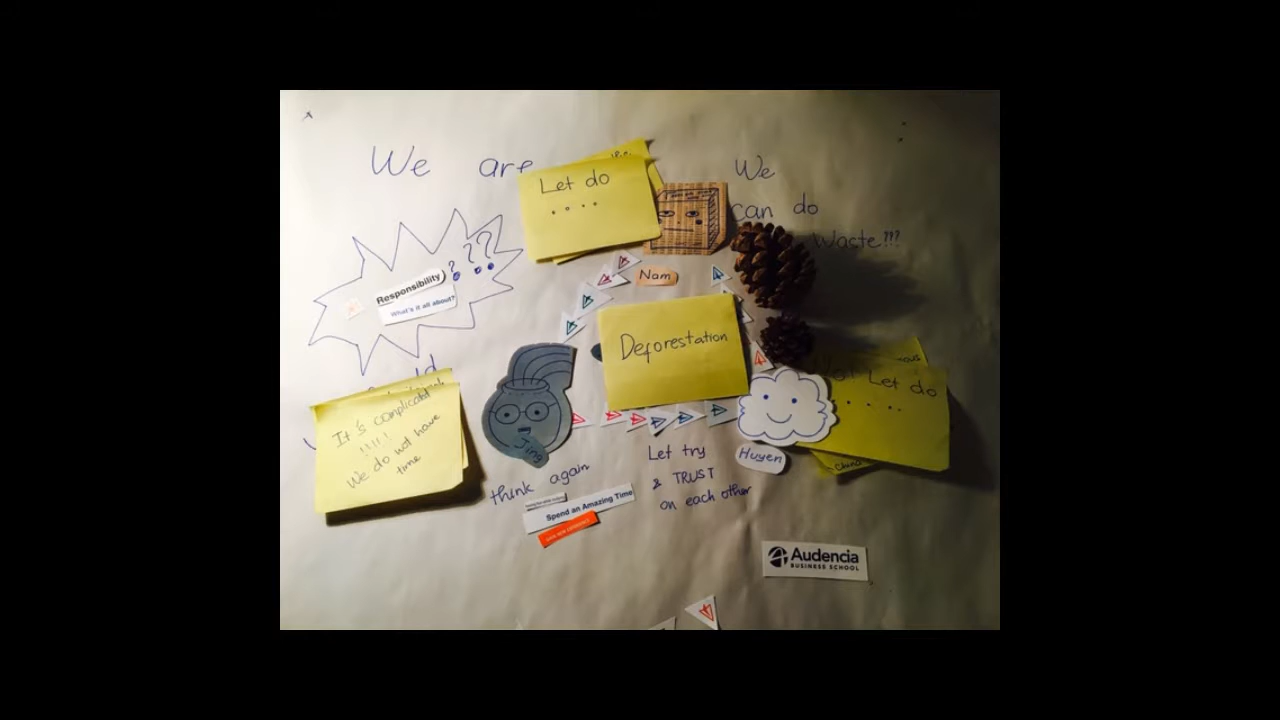 We are
Let do
....
We
can do
Waste!!!
Nam
???
Responsibility
What's it all about?
Deforestation
It's complicated
!!!!!
We do not have
time
Jing
Let do
....
Huyen
think again
Spend an Amazing Time
Let try
& TRUST
on each other
Audencia
BUSINESS SCHOOL